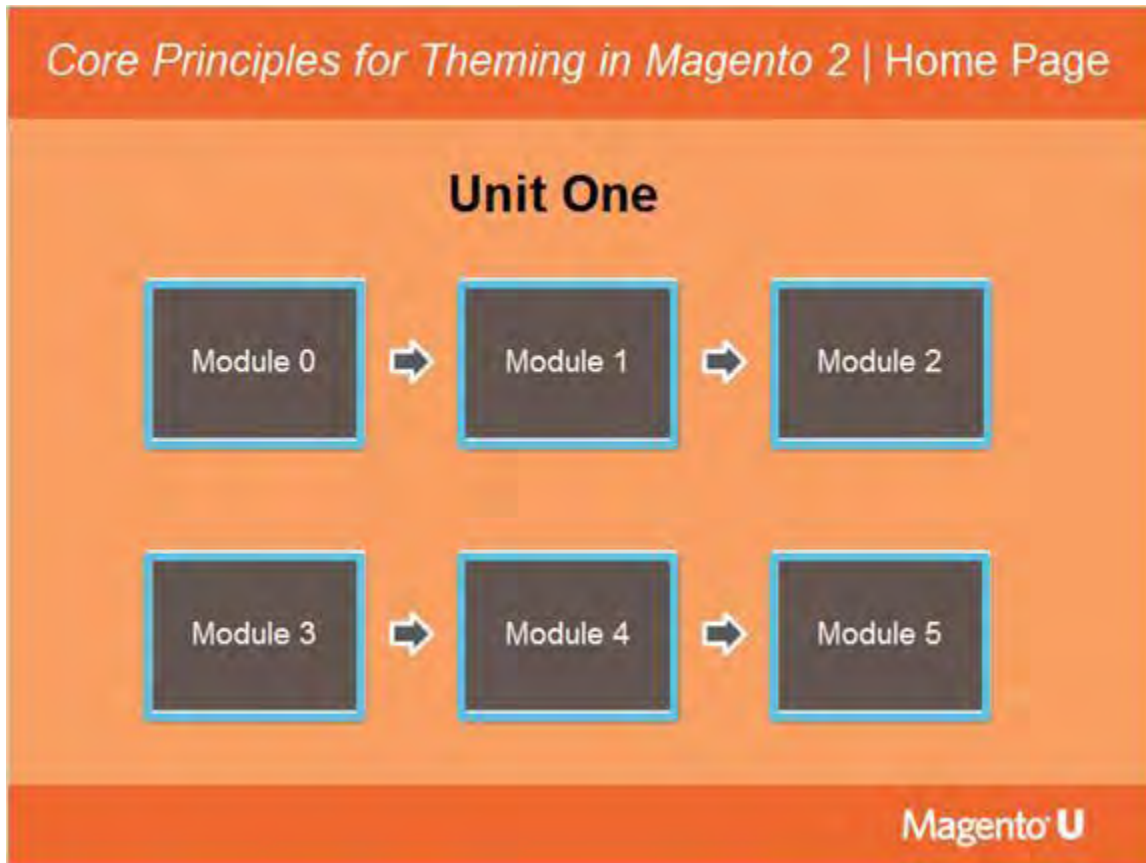 Core Principles for Theming in Magento 2 | Home Page
Unit One
Module 0
Module 1
Module 2
Module 3
Module 4
Module 5
Magento U